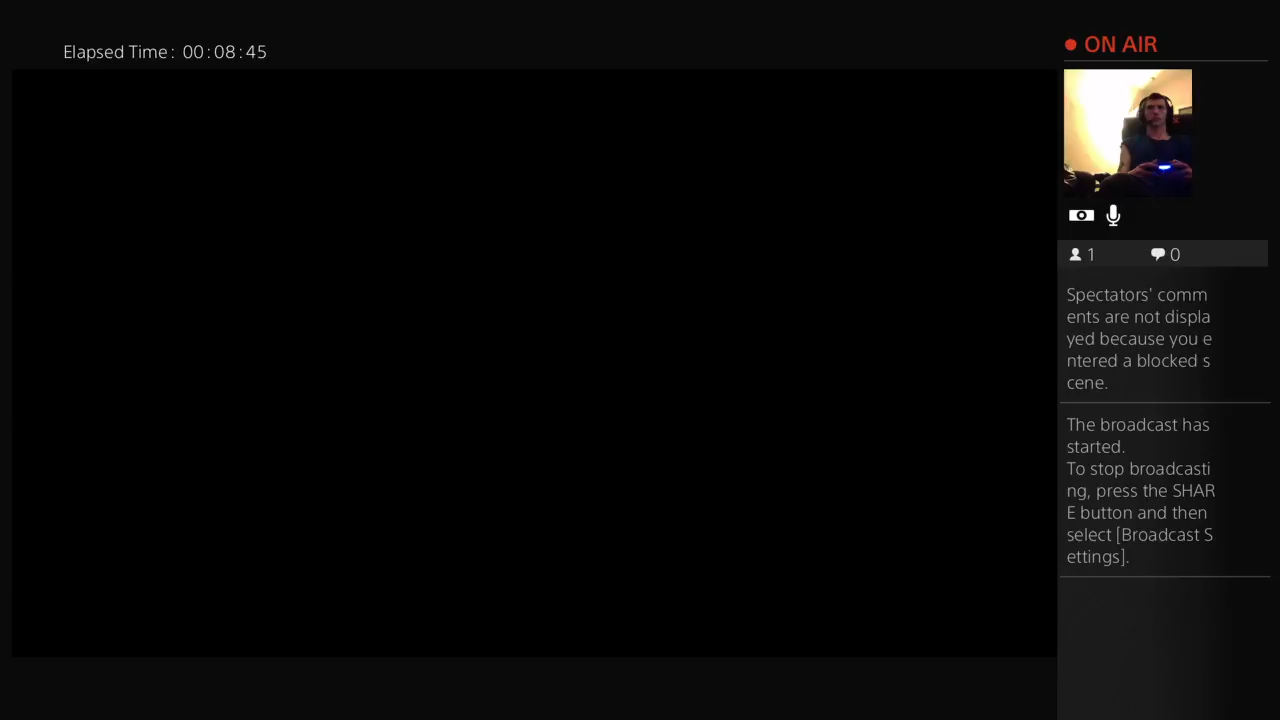 Elapsed Time: 00:08:45
ON AIR
1
0
Spectators' comm
ents are not displa
yed because you e
ntered a blocked s
cene.
The broadcast has
started.
To stop broadcasti
ng, press the SHAR
E button and then
select [Broadcast S
ettings].